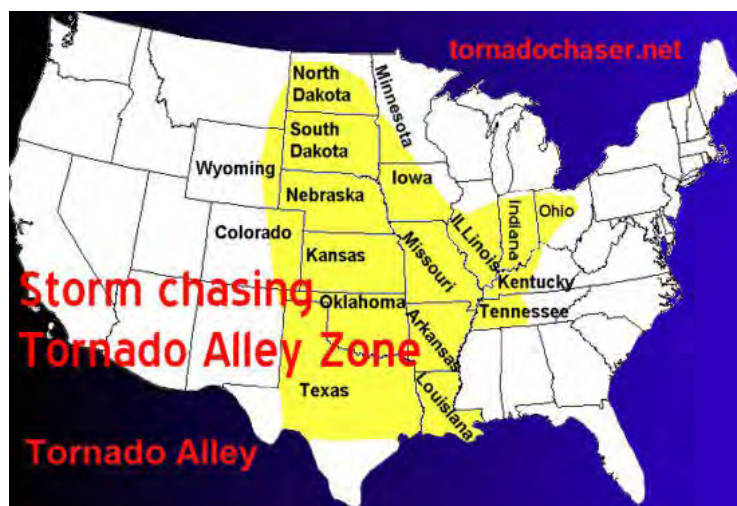 tornadochaser.net
North
Dakota
Minnesota
South
Dakota
Wyoming
Iowa
Nebraska
ILLinois
Indiana
Ohio
Colorado
Kansas
Missouri
Kentucky
Storm chasing
Oklahoma
Tennessee
Arkansas
Tornado Alley Zone
Texas
Louisiana
Tornado Alley